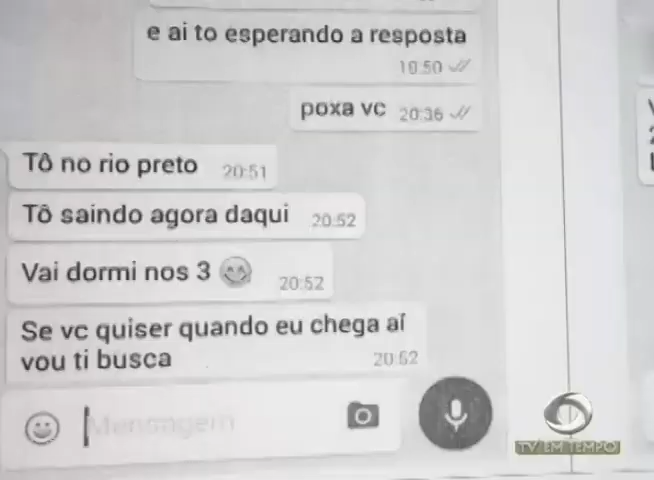 e ai to esperando a resposta
18:50
poxa vc 20:36
Tô no rio preto 20:51
Tô saindo agora daqui 20:52
Vai dormi nos 3 20:52
Se vc quiser quando eu chega aí
vou ti busca 20:52
Mensagem
TV EM TEMPO